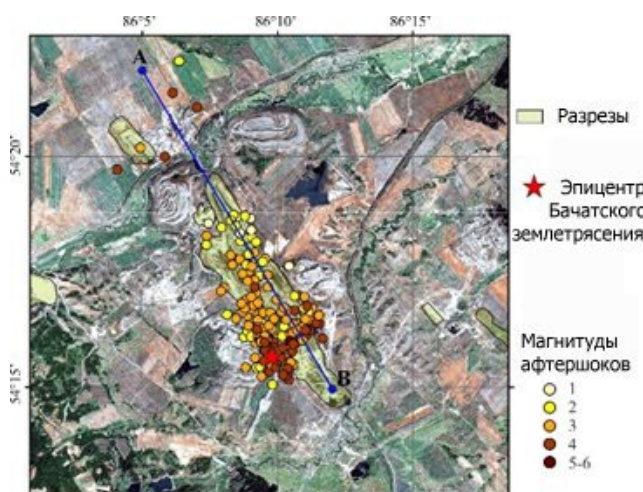 86°5' 86°10' 86°15'
A
54°20'
54°15'
B
Разрезы
Эпицентр
Бачатского
землетрясения
Магнитуды
афтершоков
1
2
3
4
5-6